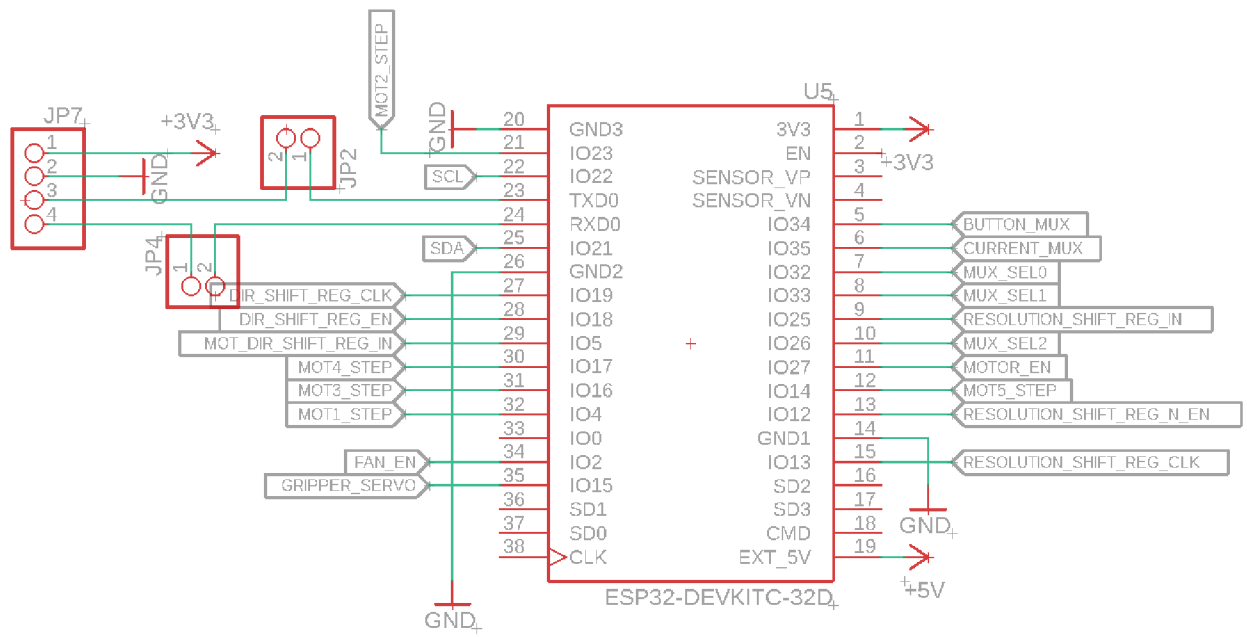 MOT2_STEP
U5
JP7
1
2
3
4
+3V3
GND
2
1
JP2
JP4
1
2
GND
20
GND3
3V3
1
+3V3
21
IO23
EN
2
SCL
22
IO22
SENSOR_VP
3
23
TXD0
SENSOR_VN
4
24
RXD0
IO34
5
BUTTON_MUX
SDA
25
IO21
IO35
6
CURRENT_MUX
26
GND2
IO32
7
MUX_SEL0
DIR_SHIFT_REG_CLK
27
IO19
IO33
8
MUX_SEL1
DIR_SHIFT_REG_EN
28
IO18
IO25
9
RESOLUTION_SHIFT_REG_IN
MOT_DIR_SHIFT_REG_IN
29
IO5
IO26
10
MUX_SEL2
MOT4_STEP
30
IO17
IO27
11
MOTOR_EN
MOT3_STEP
31
IO16
IO14
12
MOT5_STEP
MOT1_STEP
32
IO4
IO12
13
RESOLUTION_SHIFT_REG_N_EN
33
IO0
GND1
14
FAN_EN
34
IO2
IO13
15
RESOLUTION_SHIFT_REG_CLK
GRIPPER_SERVO
35
IO15
SD2
16
36
SD1
SD3
17
GND
37
SD0
CMD
18
38
CLK
EXT_5V
19
+5V
GND
ESP32-DEVKITC-32D